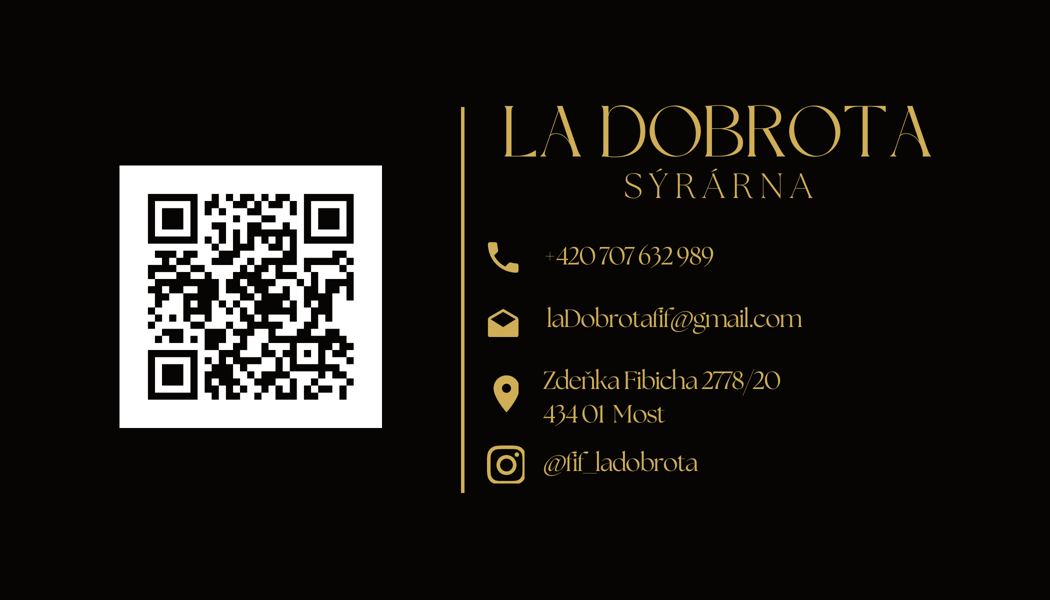 LA DOBROTA
SÝRÁRNA
+420 707 632 989
laDobrotafif@gmail.com
Zdeňka Fibicha 2778/20
434 01 Most
@fif_ladobrota